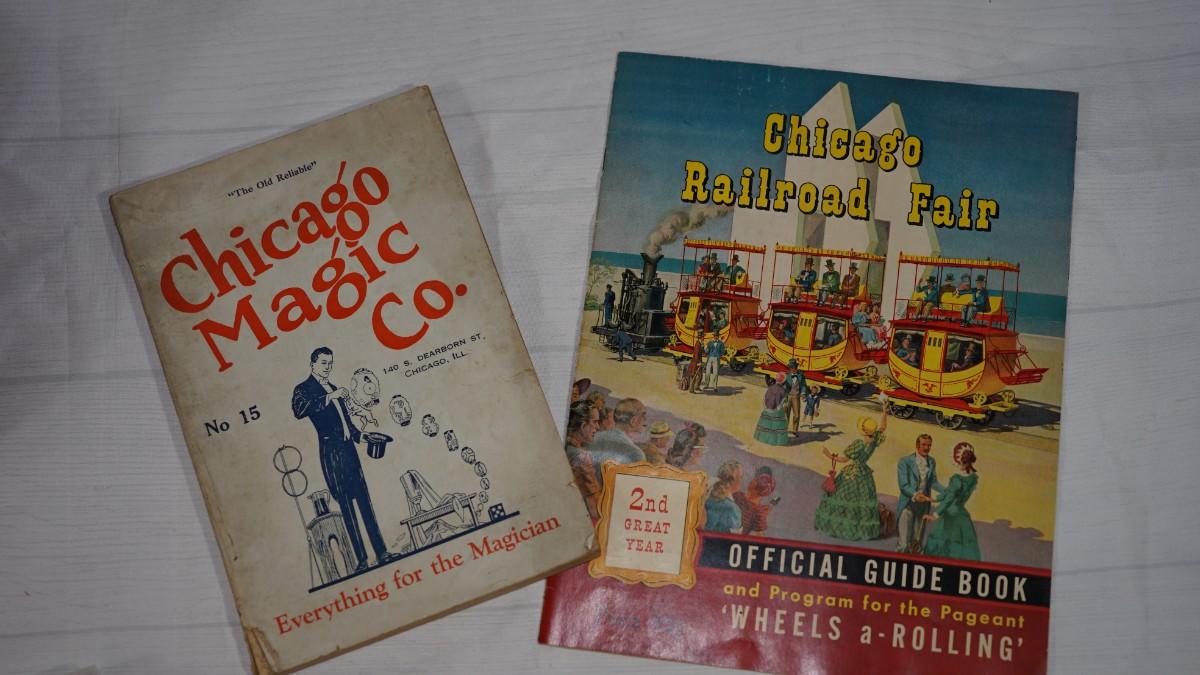 "The Old Reliable"
Chicago
Magic
Co.
140 S. DEARBORN ST.,
CHICAGO, ILL.
No 15
Everything for the Magician
Chicago
Railroad Fair
2nd
GREAT
YEAR
OFFICIAL GUIDE BOOK
and Program for the Pageant
'WHEELS a-ROLLING'